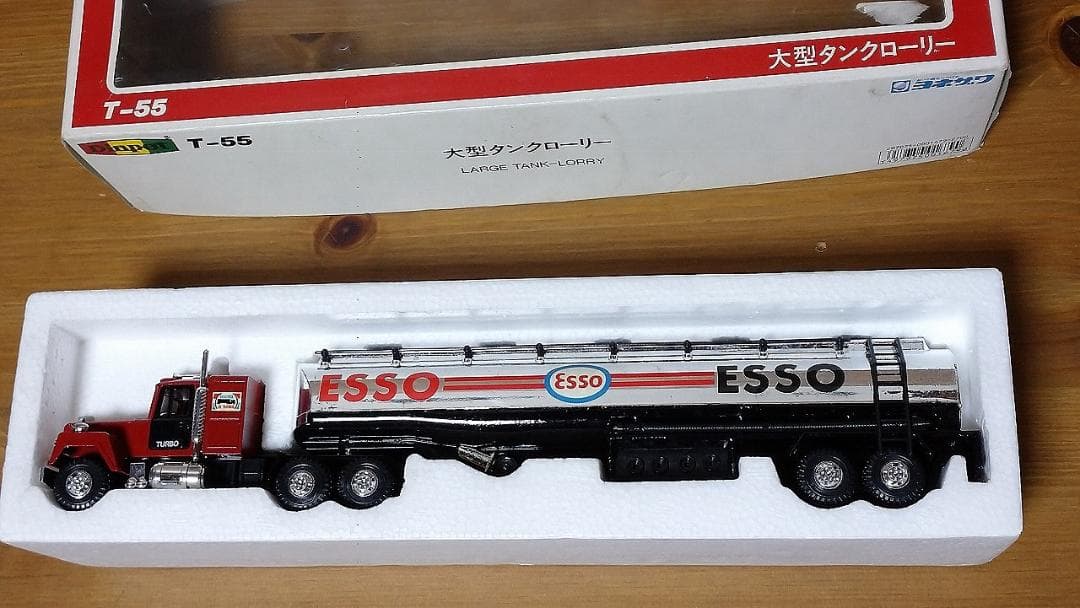 大型タンクローリー
T-55
ヨネザワ
Diapet T-55
大型タンクローリー
LARGE TANK-LORRY
ESSO Esso ESSO
TURBO